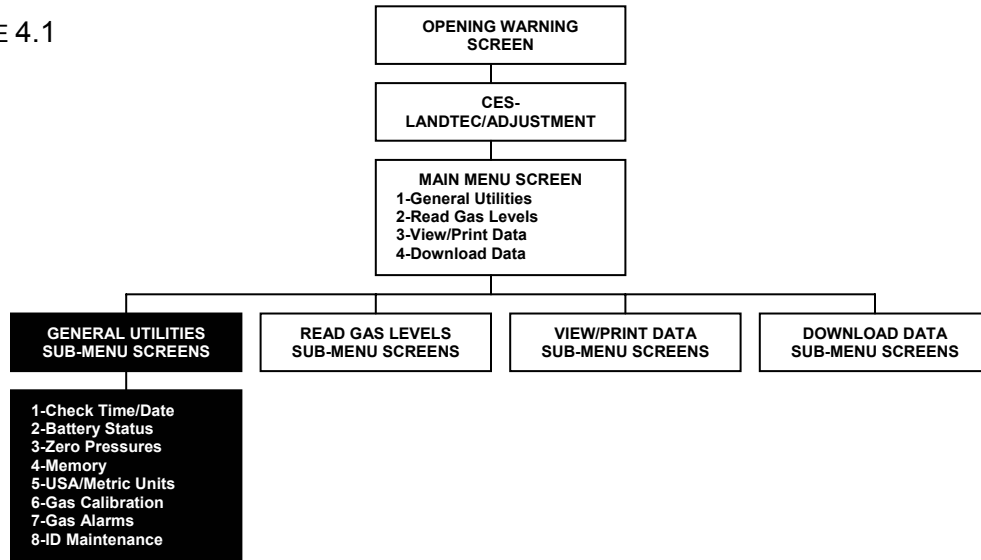 E 4.1
OPENING WARNING
SCREEN
CES-
LANDTEC/ADJUSTMENT
MAIN MENU SCREEN
1-General Utilities
2-Read Gas Levels
3-View/Print Data
4-Download Data
GENERAL UTILITIES
SUB-MENU SCREENS
READ GAS LEVELS
SUB-MENU SCREENS
VIEW/PRINT DATA
SUB-MENU SCREENS
DOWNLOAD DATA
SUB-MENU SCREENS
1-Check Time/Date
2-Battery Status
3-Zero Pressures
4-Memory
5-USA/Metric Units
6-Gas Calibration
7-Gas Alarms
8-ID Maintenance